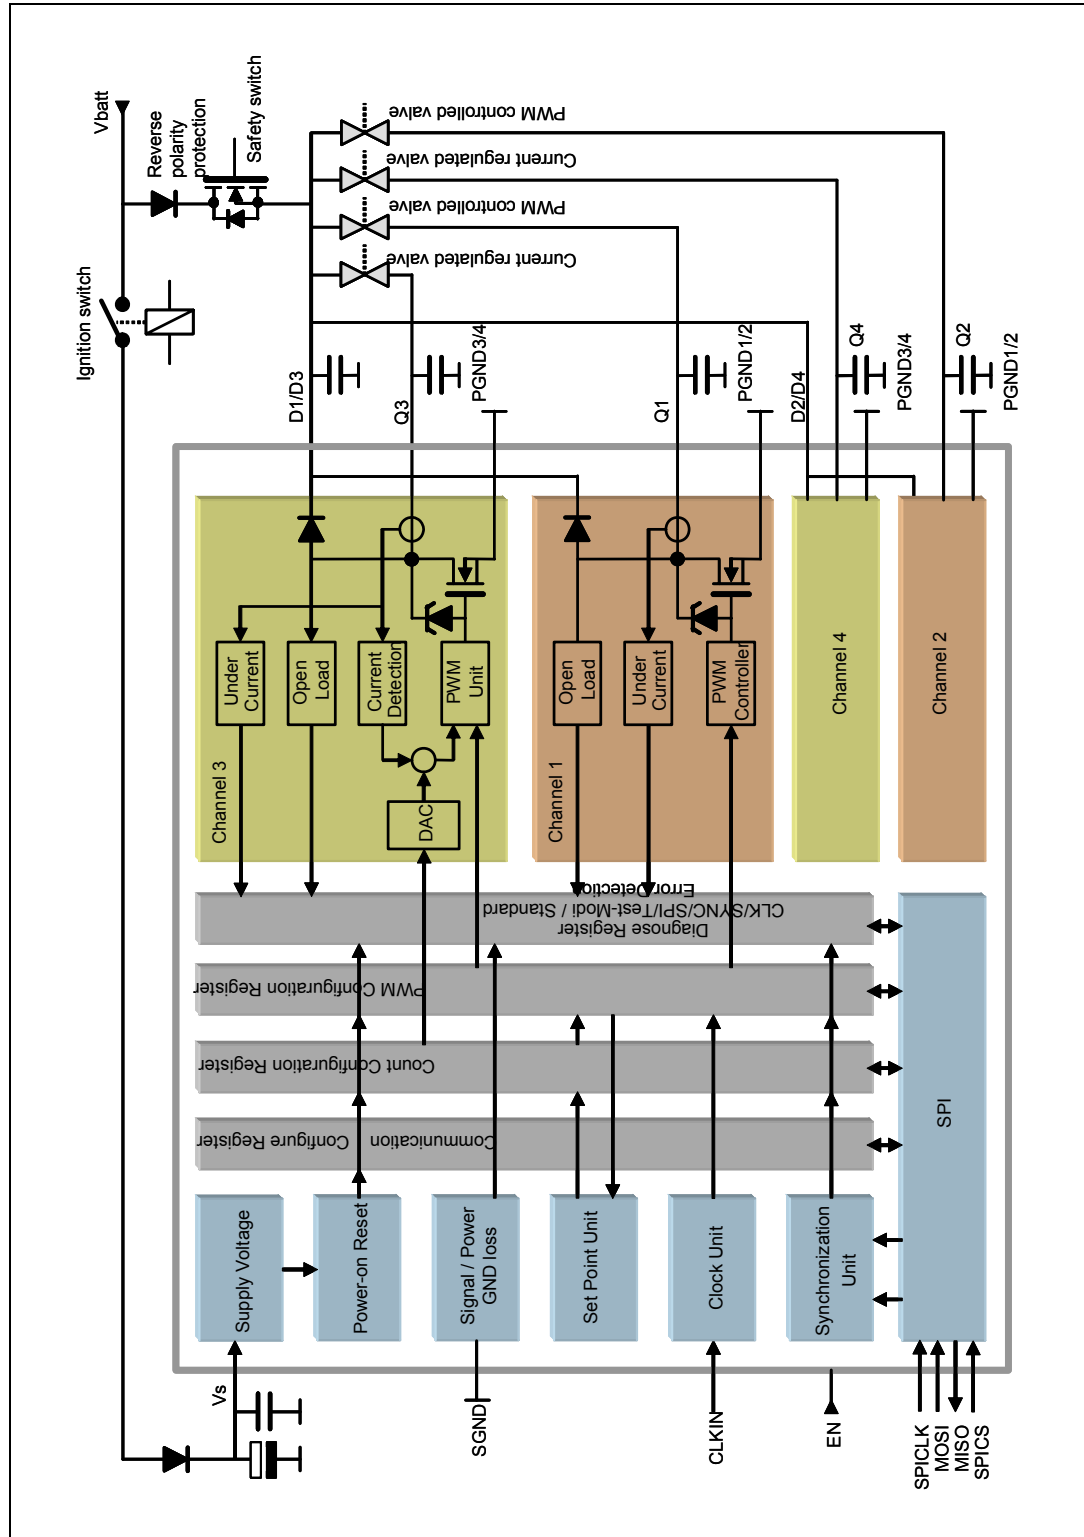 Vbatt
Ignition switch
Reverse
polarity
protection
Safety switch
PWM controlled valve
Current regulated valve
PWM controlled valve
Current regulated valve
D1/D3
Q3
PGND3/4
Q1
PGND1/2
D2/D4
Q4
PGND3/4
Q2
PGND1/2
Channel 3
Under
Current
Open
Load
Current
Detection
PWM
Unit
DAC
Channel 1
Open
Load
Under
Current
PWM
Controller
Channel 4
Channel 2
Diagnose Register
CLK/SYNC/SPI/Test-Modi / Standard
Error Detection
PWM Configuration Register
Count Configuration Register
Communication Configure Register
SPI
Supply Voltage
Power-on Reset
Signal / Power
GND loss
Set Point Unit
Clock Unit
Synchronization
Unit
Vs
SGND
CLKIN
EN
SPICLK
MOSI
MISO
SPICS